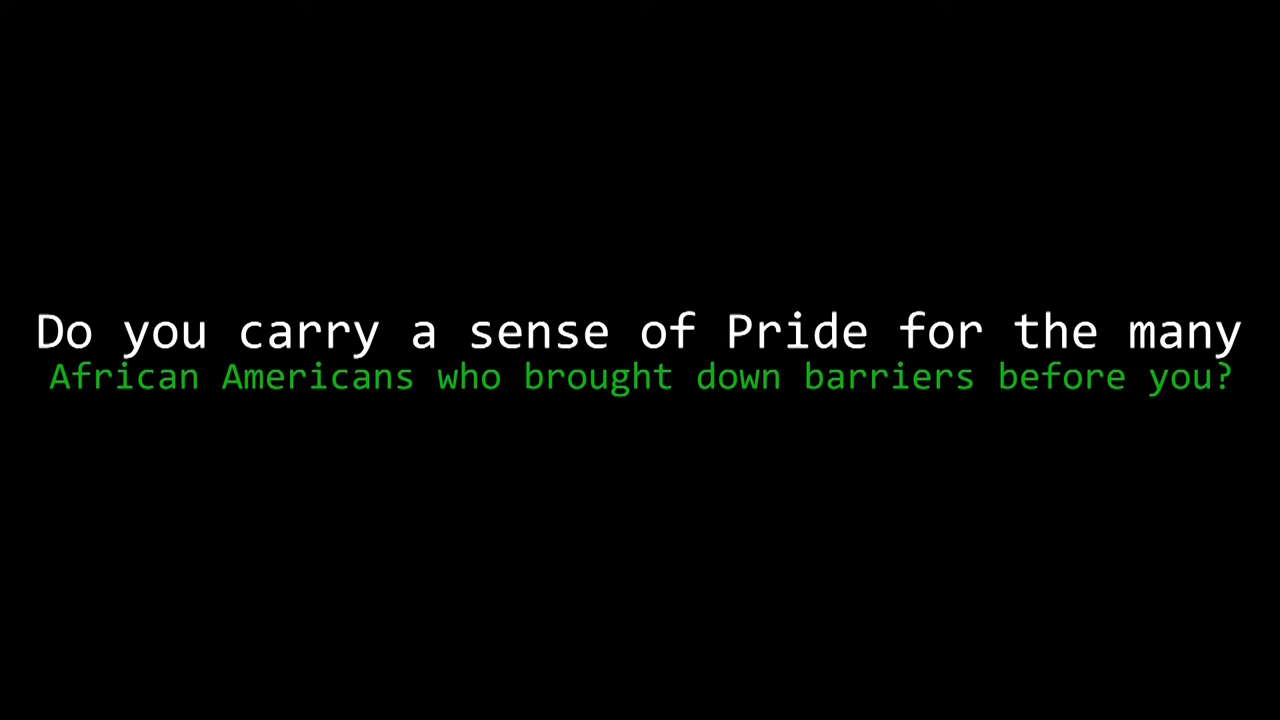 Do you carry a sense of Pride for the many
African Americans who brought down barriers before you?